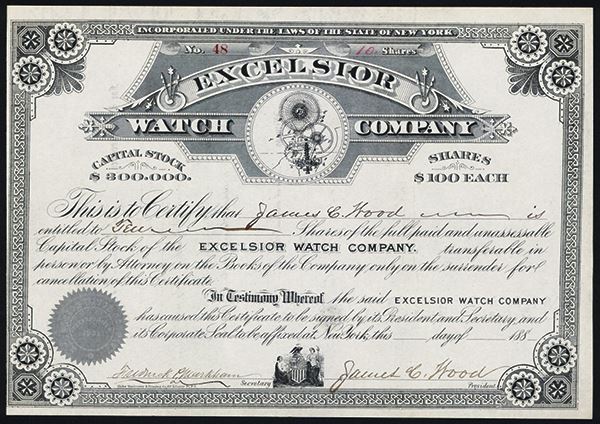 INCORPORATED UNDER THE LAWS OF THE STATE OF NEW YORK
No. 48 10 Shares
EXCELSIOR
WATCH COMPANY
CAPITAL STOCK
$300.000.
SHARES
$100 EACH
This is to Certify that James C. Wood is
entitled to Ten Shares of the full paid and unassessable
Capital Stock of the EXCELSIOR WATCH COMPANY. transferable in
person or by Attorney on the Books of the Company only on the surrender of
cancellation of this Certificate
In Testimony Whereof, the said EXCELSIOR WATCH COMPANY
has caused this Certificate to be signed by its President and Secretary, and
its Corporate Seal to be affixed at New York, this day of 188
Secretary
James C. Wood
President